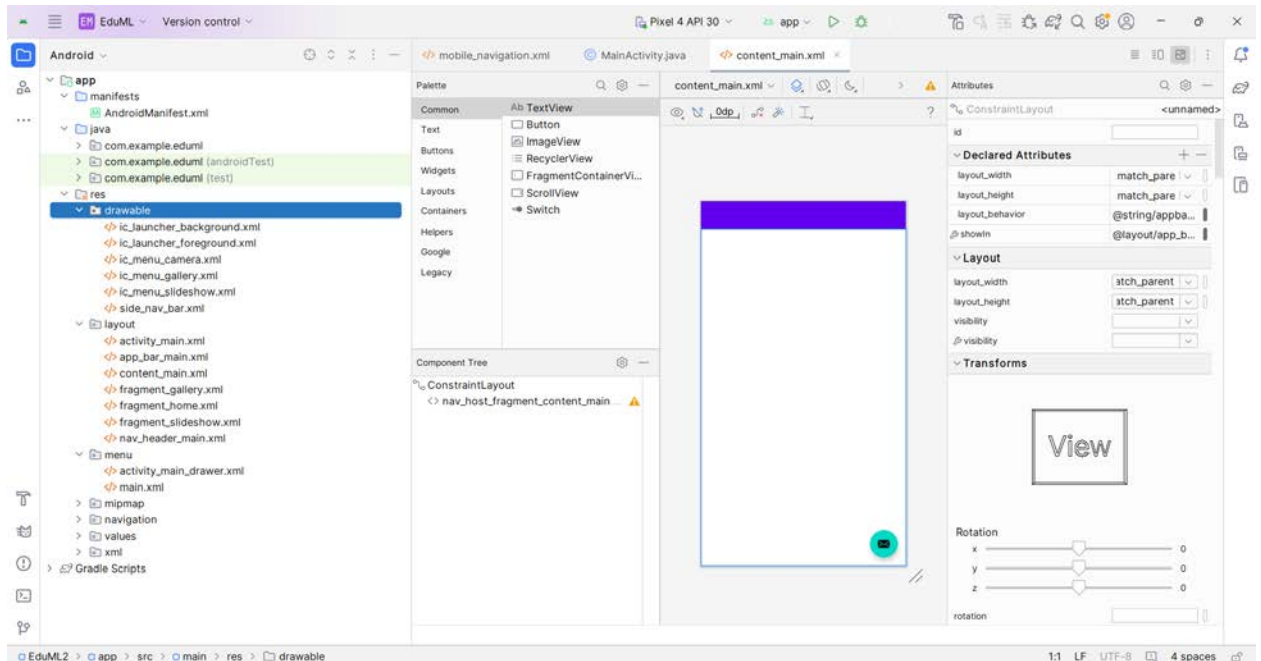 EM EduML Version control Pixel 4 API 30 app
Android
app
manifests
AndroidManifest.xml
java
com.example.eduml
com.example.eduml (androidTest)
com.example.eduml (test)
res
drawable
ic_launcher_background.xml
ic_launcher_foreground.xml
ic_menu_camera.xml
ic_menu_gallery.xml
ic_menu_slideshow.xml
side_nav_bar.xml
layout
activity_main.xml
app_bar_main.xml
content_main.xml
fragment_gallery.xml
fragment_home.xml
fragment_slideshow.xml
nav_header_main.xml
menu
activity_main_drawer.xml
main.xml
mipmap
navigation
values
xml
Gradle Scripts
mobile_navigation.xml MainActivity.java content_main.xml
Palette
Common
Text
Buttons
Widgets
Layouts
Containers
Helpers
Google
Legacy
Ab TextView
Button
ImageView
RecyclerView
FragmentContainerVi...
ScrollView
Switch
Component Tree
ConstraintLayout
nav_host_fragment_content_main
content_main.xml
0dp ?
Attributes
ConstraintLayout <unnamed>
id
Declared Attributes
layout_width match_pare
layout_height match_pare
layout_behavior @string/appba...
showIn @layout/app_b...
Layout
layout_width atch_parent
layout_height atch_parent
visibility
visibility
Transforms
View
Rotation
x 0
y 0
z 0
rotation
EduML2 > app > src > main > res > drawable 1:1 LF UTF-8 4 spaces